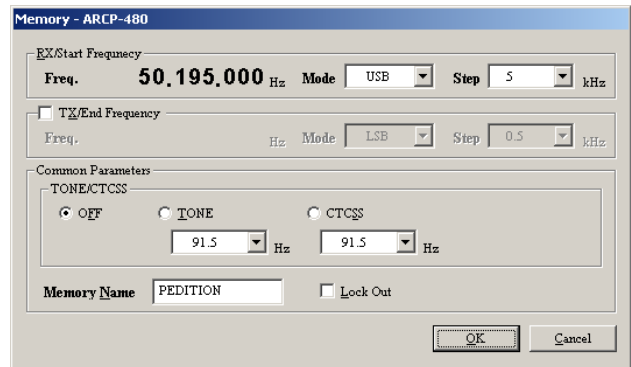 Memory - ARCP-480
RX/Start Frequnecy
Freq. 50.195.000 Hz Mode USB Step 5 kHz
TX/End Frequency
Freq. Hz Mode LSB Step 0.5 kHz
Common Parameters
TONE/CTCSS
OFF TONE CTCSS
91.5 Hz 91.5 Hz
Memory Name PEDITION Lock Out
OK Cancel